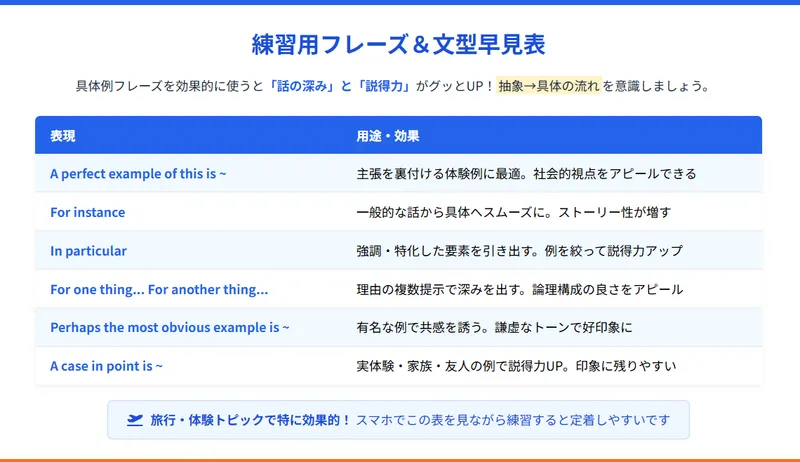 練習用フレーズ＆文型早見表
具体例フレーズを効果的に使うと「話の深み」と「説得力」がグッとUP！抽象→具体の流れを意識しましょう。
表現 用途・効果
A perfect example of this is ~ 主張を裏付ける体験例に最適。社会的視点をアピールできる
For instance 一般的な話から具体へスムーズに。ストーリー性が増す
In particular 強調・特化した要素を引き出す。例を絞って説得力アップ
For one thing... For another thing... 理由の複数提示で深みを出す。論理構成の良さをアピール
Perhaps the most obvious example is ~ 有名な例で共感を誘う。謙虚なトーンで好印象に
A case in point is ~ 実体験・家族・友人の例で説得力UP。印象に残りやすい
旅行・体験トピックで特に効果的！ スマホでこの表を見ながら練習すると定着しやすいです